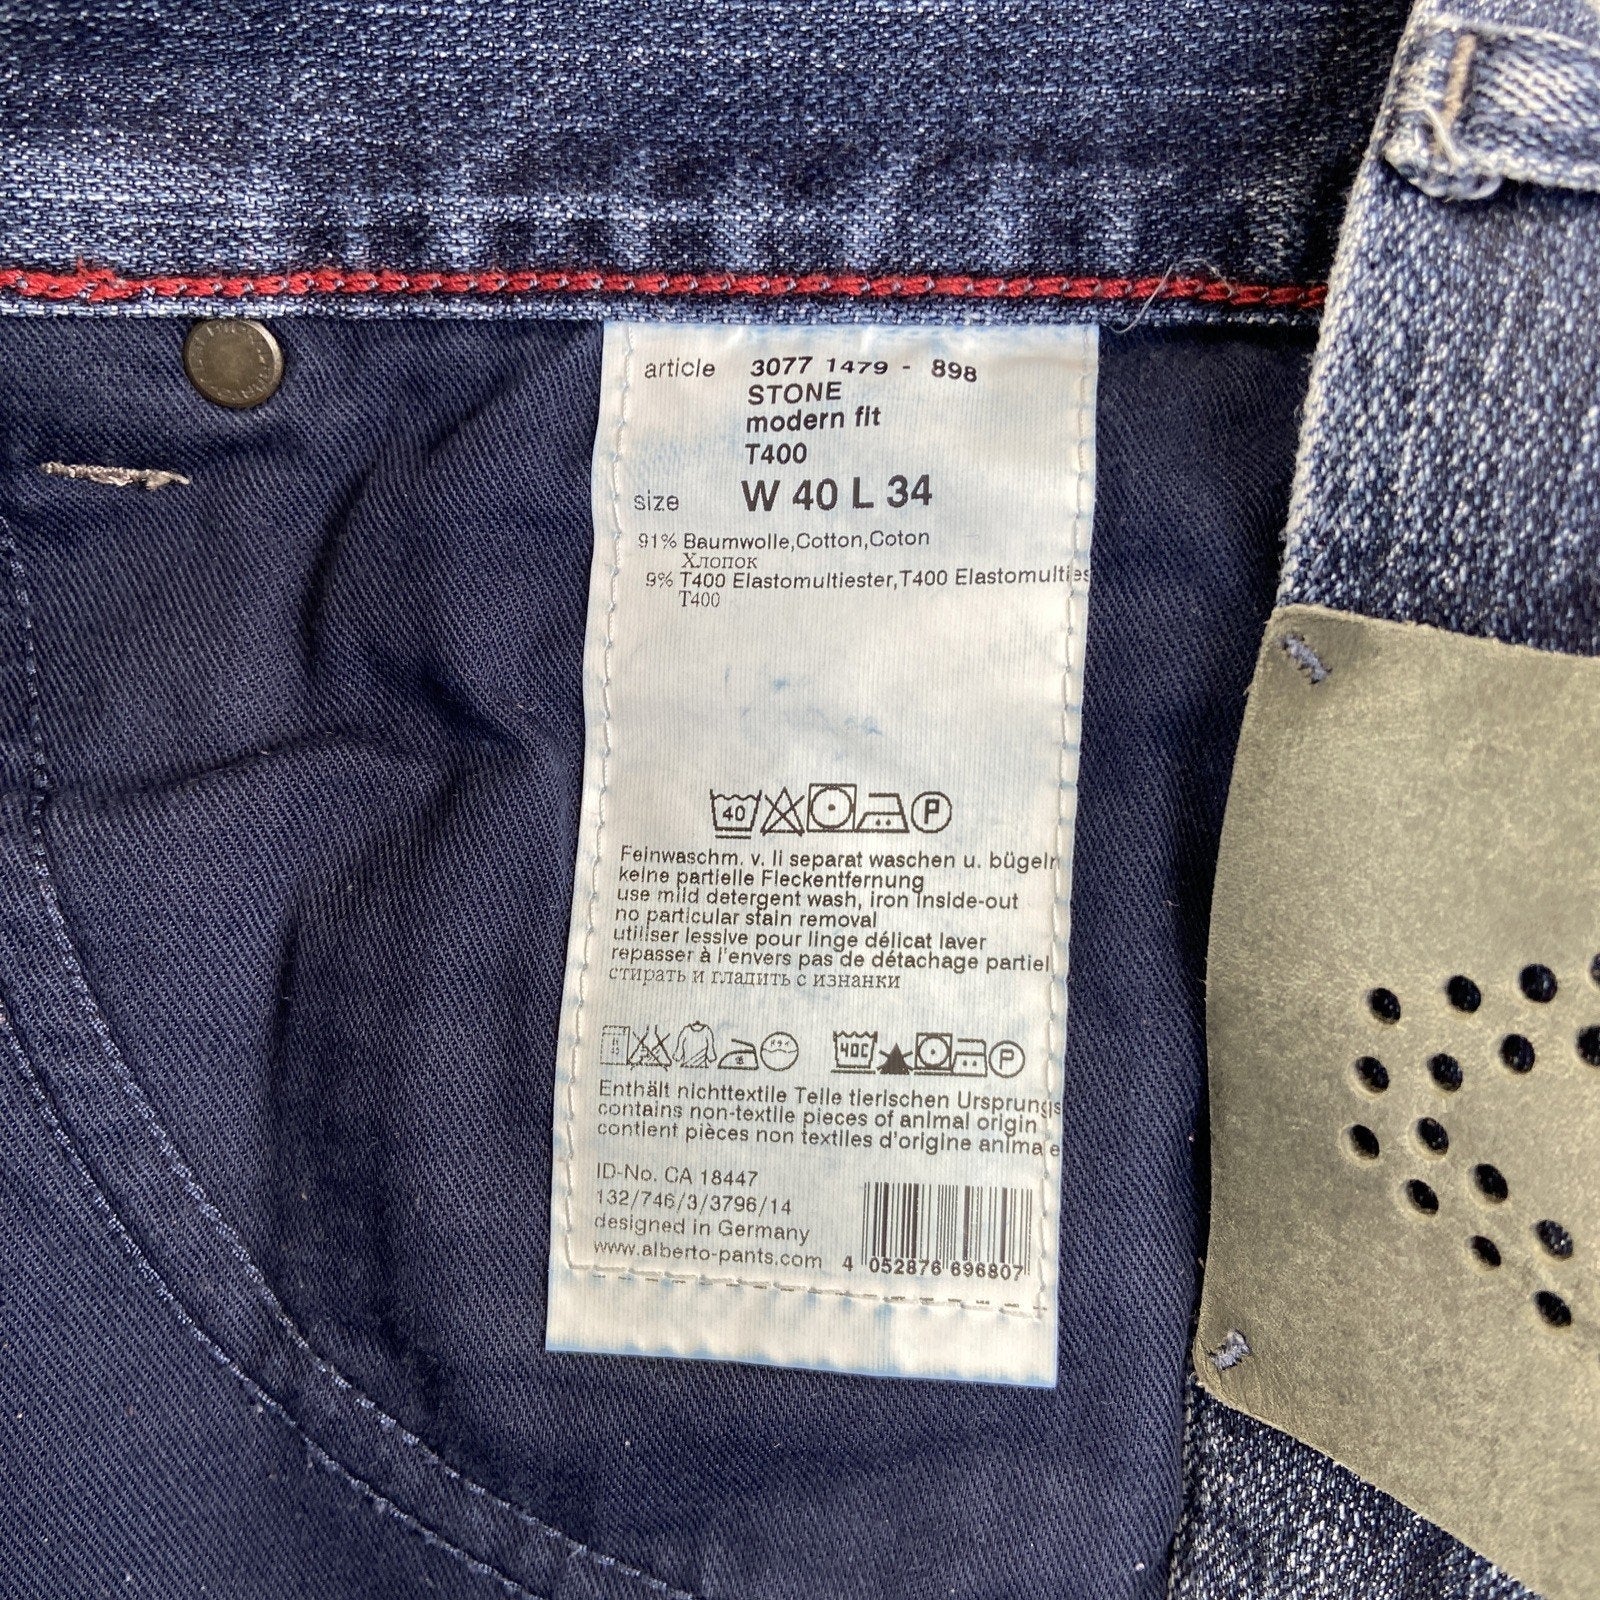 article 3077 1479 - 898
STONE
modern fit
T400
size W 40 L 34
91% Baumwolle,Cotton,Coton
Хлопок
9% T400 Elastomultiester,T400 Elastomulties
T400
40 P
Feinwaschm. v. li separat waschen u. bügeln
keine partielle Fleckentfernung
use mild detergent wash, iron inside-out
no particular stain removal
utiliser lessive pour linge délicat laver
repasser à l'envers pas de détachage partiel
стирать и гладить с изнанки
40C P
Enthält nichttextile Teile tierischen Ursprungs
contains non-textile pieces of animal origin
contient pièces non textiles d'origine anima e
ID-No. CA 18447
132/746/3/3796/14
designed in Germany
www.alberto-pants.com 4 052876 696807